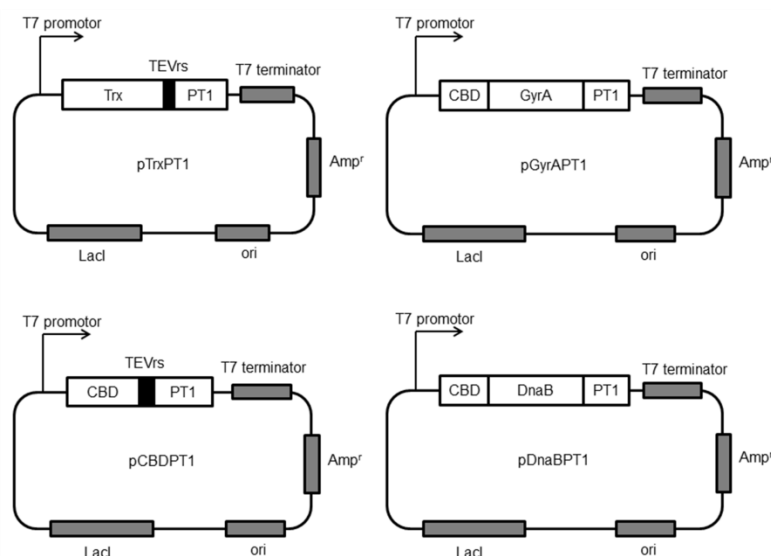 T7 promotor
TEVrs
T7 terminator
Trx
PT1
pTrxPT1
Ampʳ
LacI
ori
T7 promotor
T7 terminator
CBD
GyrA
PT1
pGyrAPT1
Ampʳ
LacI
ori
T7 promotor
TEVrs
T7 terminator
CBD
PT1
pCBDPT1
Ampʳ
LacI
ori
T7 promotor
T7 terminator
CBD
DnaB
PT1
pDnaBPT1
Ampʳ
LacI
ori